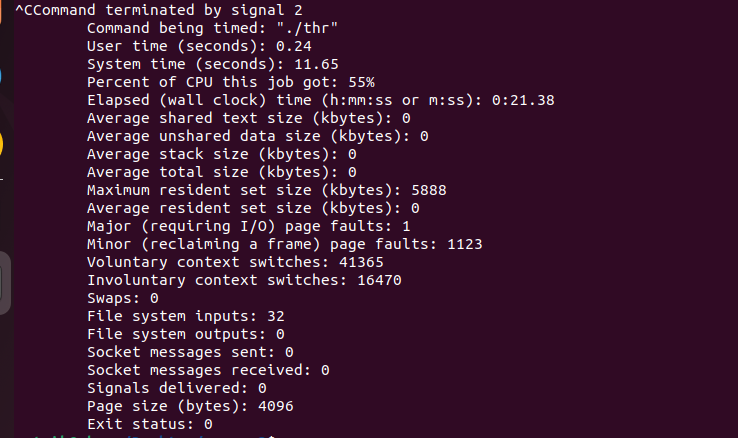 ^CCommand terminated by signal 2
Command being timed: "./thr"
User time (seconds): 0.24
System time (seconds): 11.65
Percent of CPU this job got: 55%
Elapsed (wall clock) time (h:mm:ss or m:ss): 0:21.38
Average shared text size (kbytes): 0
Average unshared data size (kbytes): 0
Average stack size (kbytes): 0
Average total size (kbytes): 0
Maximum resident set size (kbytes): 5888
Average resident set size (kbytes): 0
Major (requiring I/O) page faults: 1
Minor (reclaiming a frame) page faults: 1123
Voluntary context switches: 41365
Involuntary context switches: 16470
Swaps: 0
File system inputs: 32
File system outputs: 0
Socket messages sent: 0
Socket messages received: 0
Signals delivered: 0
Page size (bytes): 4096
Exit status: 0